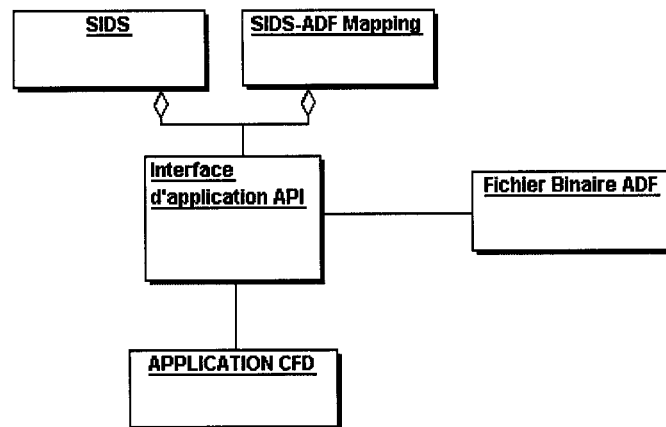 SIDS
SIDS-ADF Mapping
Interface
d'application API
Fichier Binaire ADF
APPLICATION CFD